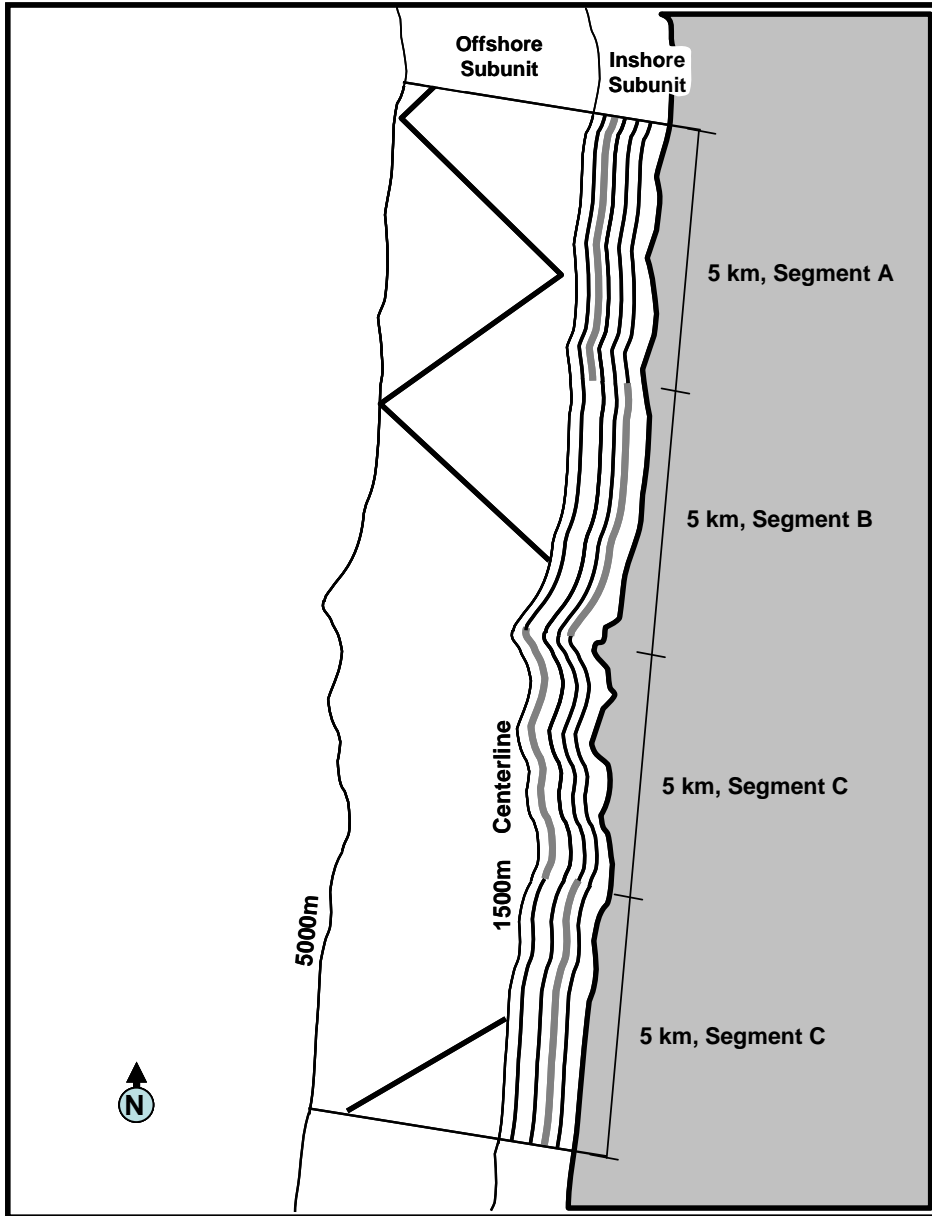 Offshore
Subunit
Inshore
Subunit
5 km, Segment A
5 km, Segment B
5 km, Segment C
5 km, Segment C
1500m Centerline
5000m
N